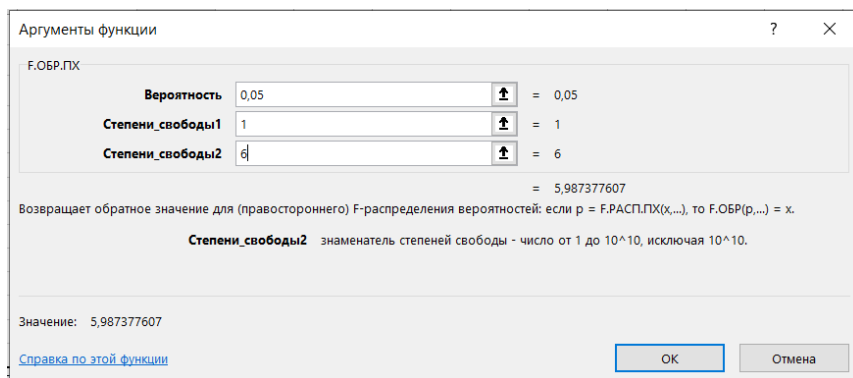 Аргументы функции ? ×
F.ОБР.ПХ
Вероятность 0,05 = 0,05
Степени_свободы1 1 = 1
Степени_свободы2 6 = 6
= 5,987377607
Возвращает обратное значение для (правостороннего) F-распределения вероятностей: если p = F.РАСП.ПХ(x,...), то F.ОБР(p,...) = x.
Степени_свободы2 знаменатель степеней свободы - число от 1 до 10^10, исключая 10^10.
Значение: 5,987377607
Справка по этой функции ОК Отмена